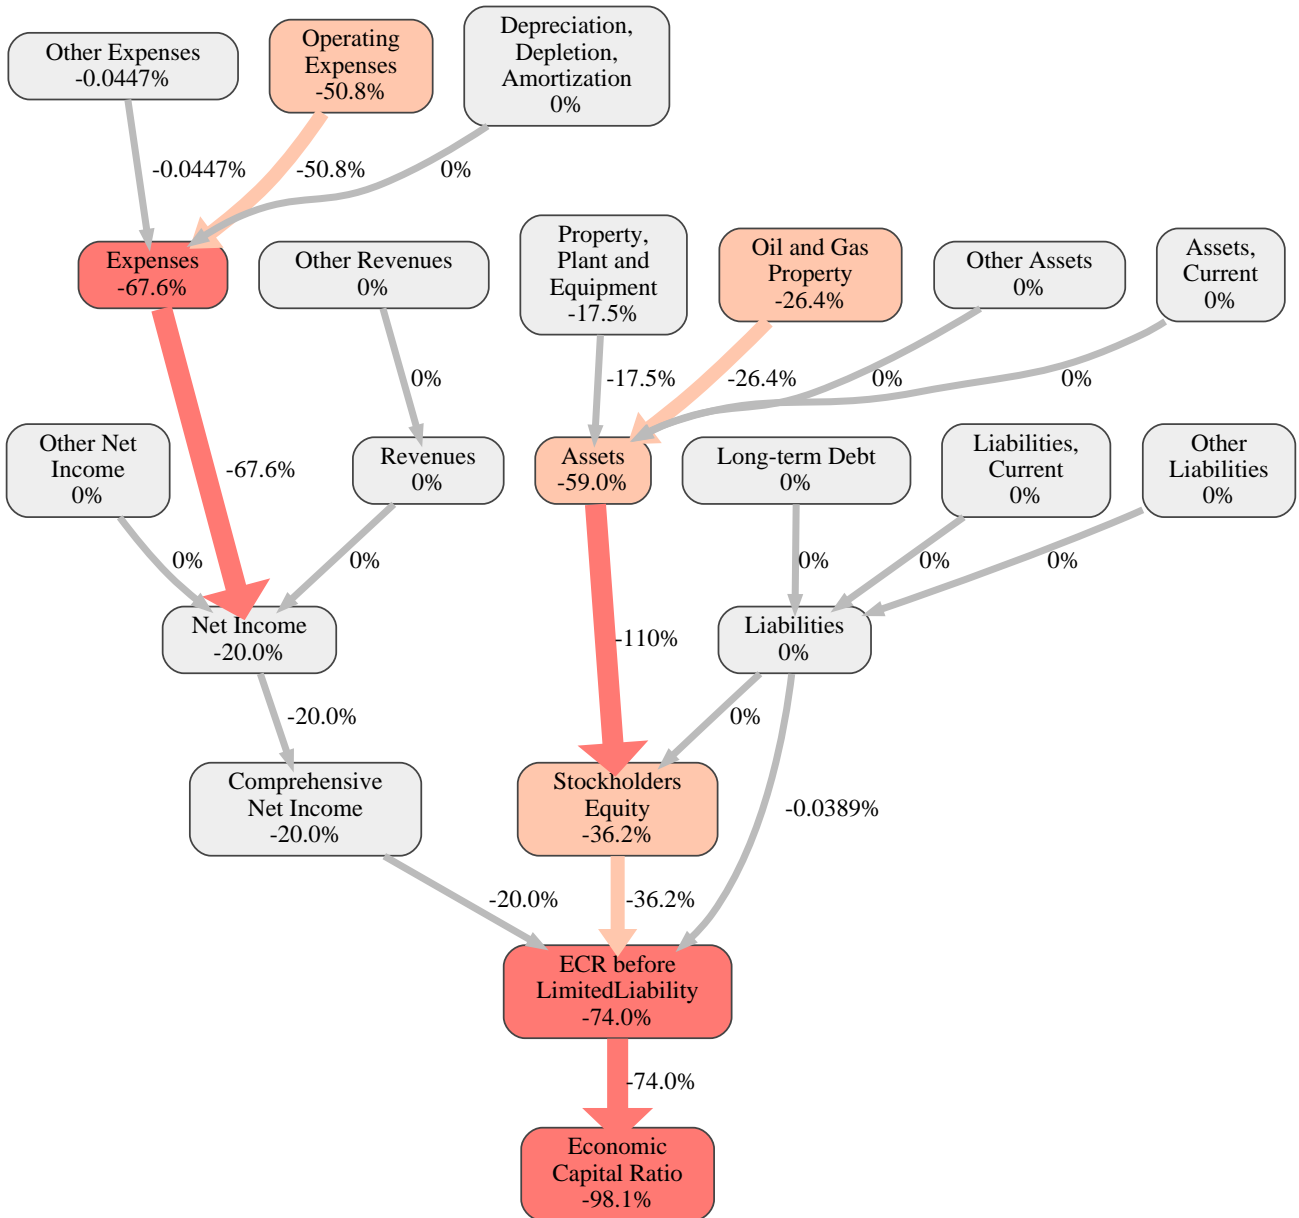 Other Expenses
-0.0447%
Operating
Expenses
-50.8%
Depreciation,
Depletion,
Amortization
0%
-0.0447%
-50.8%
0%
Expenses
-67.6%
Other Revenues
0%
Property,
Plant and
Equipment
-17.5%
Oil and Gas
Property
-26.4%
Other Assets
0%
Assets,
Current
0%
0%
-17.5%
-26.4%
0%
0%
Other Net
Income
0%
-67.6%
Revenues
0%
Assets
-59.0%
Long-term Debt
0%
Liabilities,
Current
0%
Other
Liabilities
0%
0%
0%
0%
0%
0%
Net Income
-20.0%
-110%
Liabilities
0%
-20.0%
0%
Comprehensive
Net Income
-20.0%
Stockholders
Equity
-36.2%
-0.0389%
-20.0%
-36.2%
ECR before
LimitedLiability
-74.0%
-74.0%
Economic
Capital Ratio
-98.1%